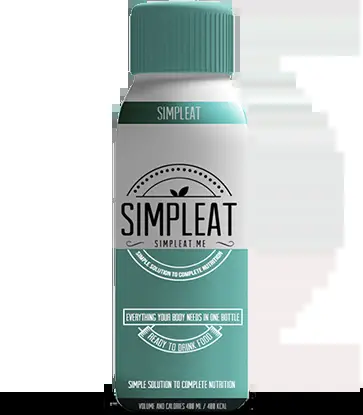 SIMPLEAT
SIMPLEAT
SIMPLEAT.ME
SIMPLE SOLUTION TO COMPLETE NUTRITION
EVERYTHING YOUR BODY NEEDS IN ONE BOTTLE
READY TO DRINK FOOD
SIMPLE SOLUTION TO COMPLETE NUTRITION
VOLUME AND CALORIES 400 ML / 400 KCAL